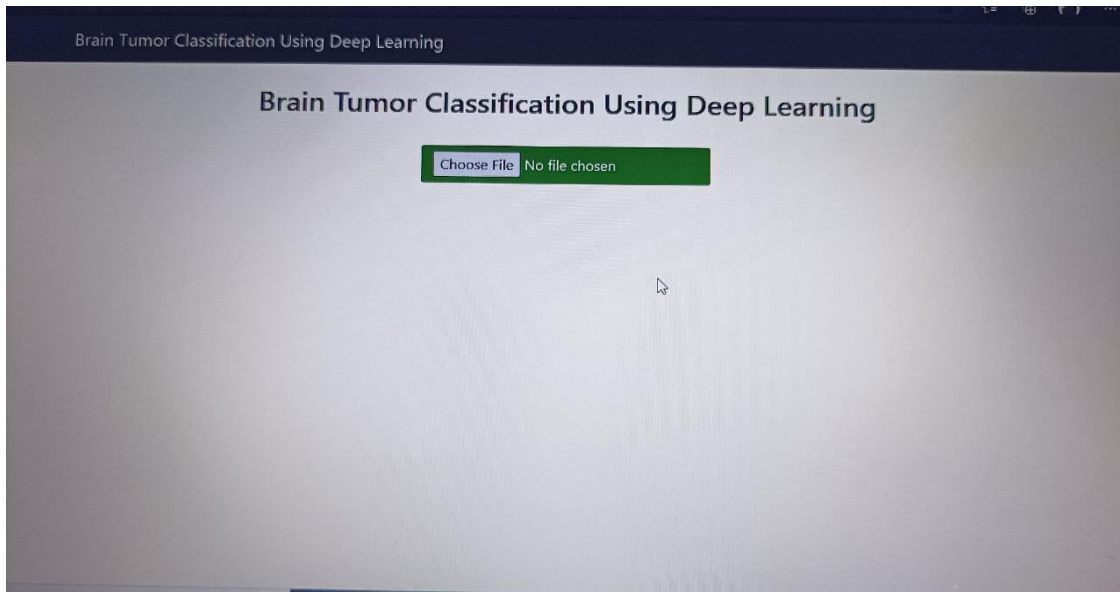 Brain Tumor Classification Using Deep Learning
Brain Tumor Classification Using Deep Learning
Choose File No file chosen